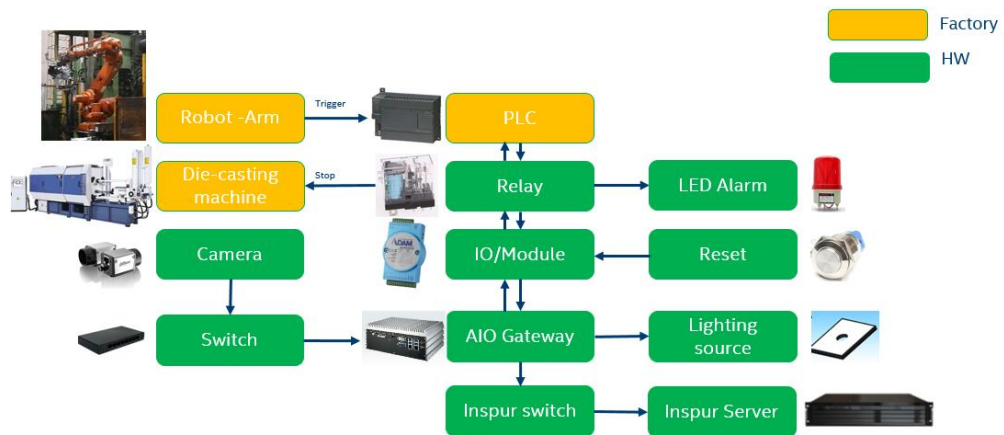 Factory
HW
Robot -Arm
Trigger
PLC
Die-casting
machine
Stop
Relay
LED Alarm
Camera
ADAM
IO/Module
Reset
Switch
AIO Gateway
Lighting
source
Inspur switch
Inspur Server